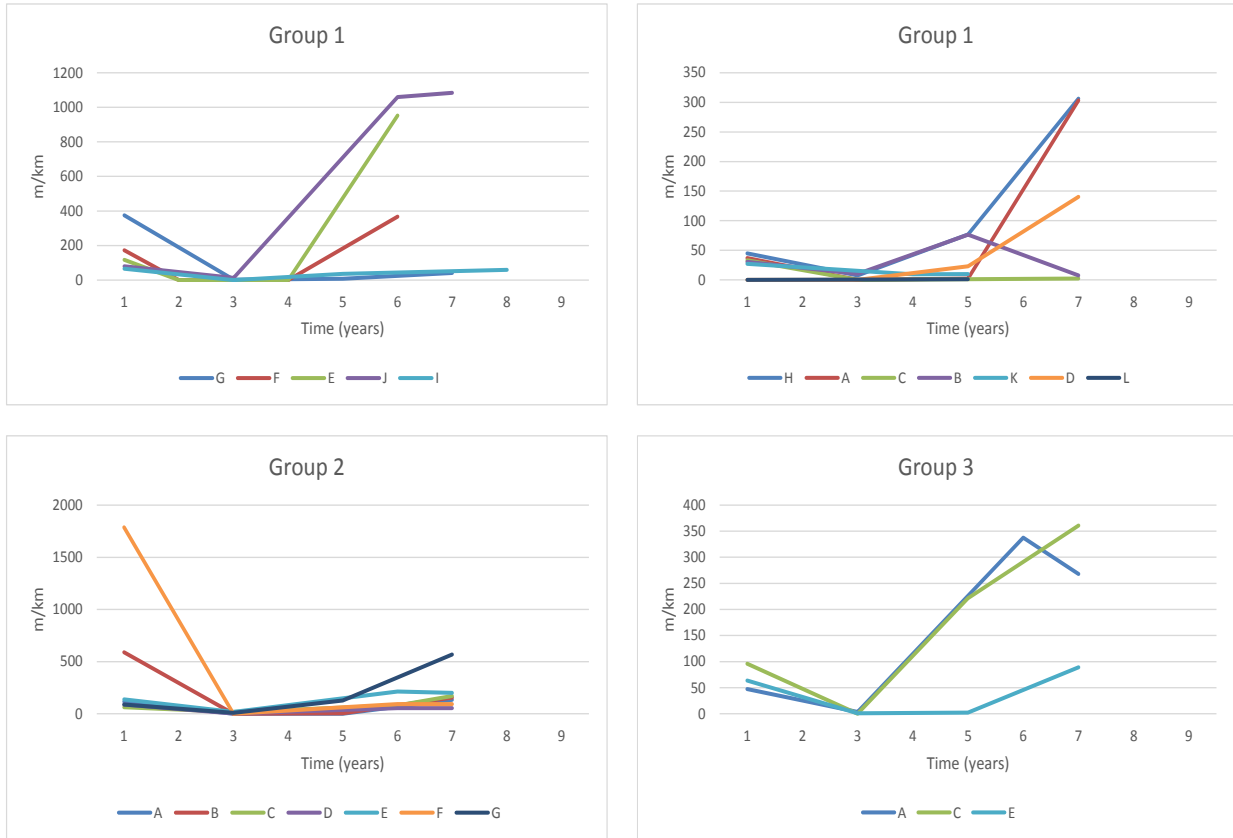 Group 1
1200
1000
800
600
400
200
0
m/km
1 2 3 4 5 6 7 8 9
Time (years)
G F E J I
Group 1
350
300
250
200
150
100
50
0
m/km
1 2 3 4 5 6 7 8 9
Time (years)
H A C B K D L
Group 2
2000
1500
1000
500
0
m/km
1 2 3 4 5 6 7 8 9
Time (years)
A B C D E F G
Group 3
400
350
300
250
200
150
100
50
0
m/km
1 2 3 4 5 6 7 8 9
Time (years)
A C E